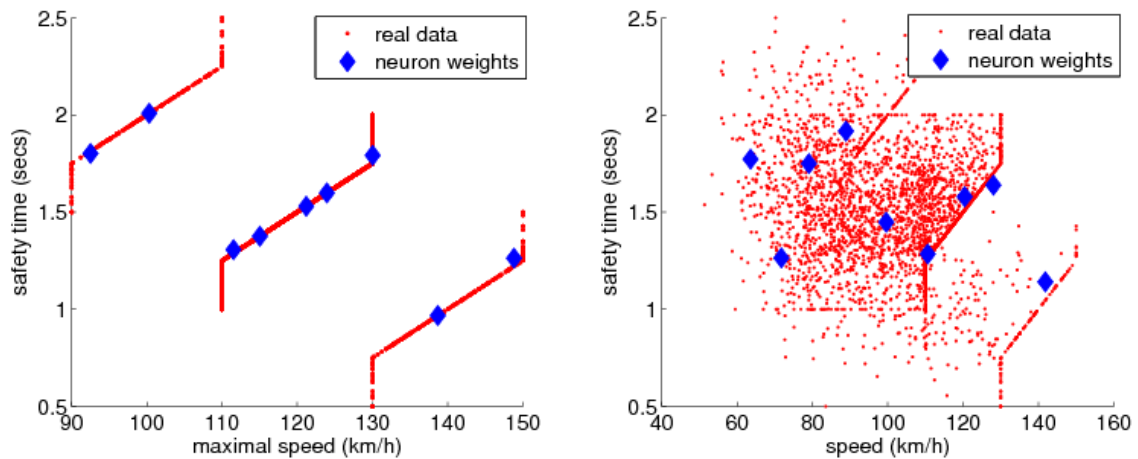 2.5
2
1.5
1
0.5
safety time (secs)
real data
neuron weights
90 100 110 120 130 140 150
maximal speed (km/h)
2.5
2
1.5
1
0.5
safety time (secs)
real data
neuron weights
40 60 80 100 120 140 160
speed (km/h)